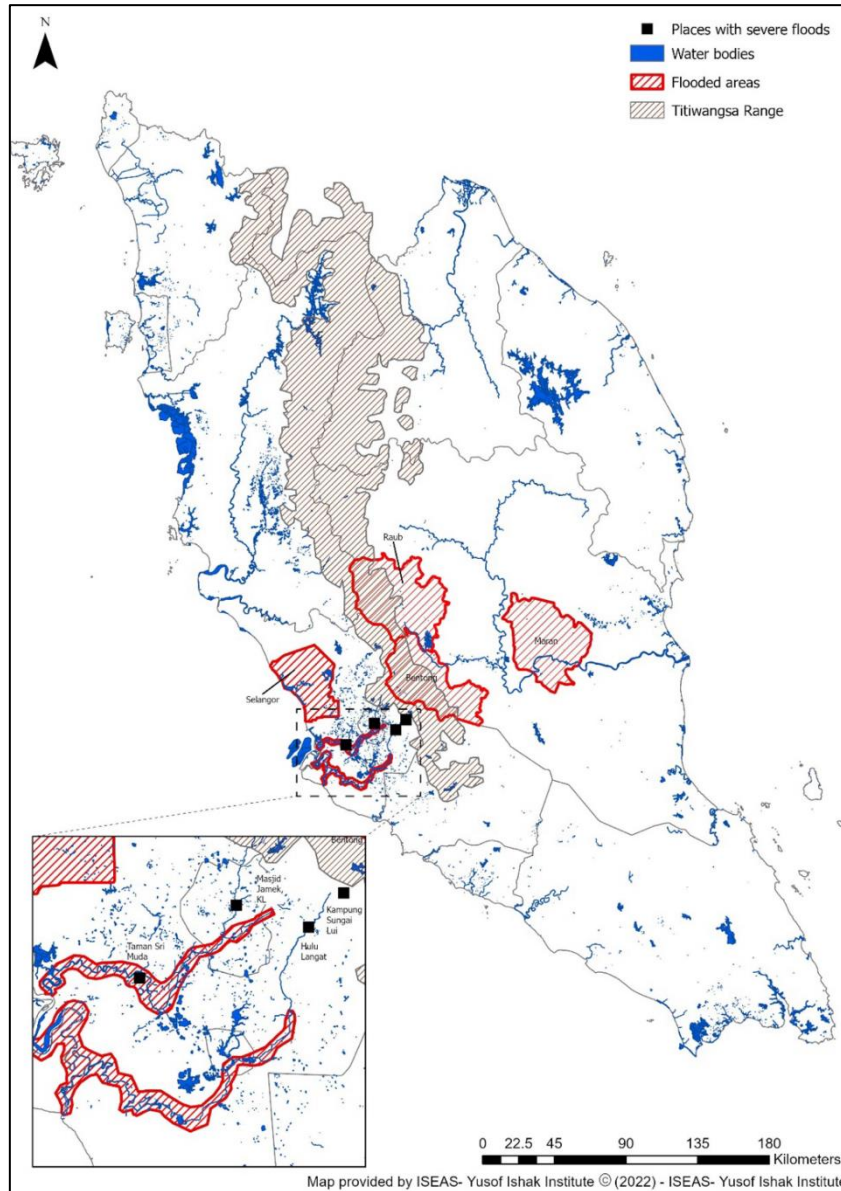 N
Places with severe floods
Water bodies
Flooded areas
Titiwangsa Range
Raub
Maran
Bentong
Selangor
Bentong
Masjid
Jamek,
KL
Kampung
Sungai
Lui
Hulu
Langat
Taman Sri
Muda
0 22.5 45 90 135 180
Kilometers
Map provided by ISEAS- Yusof Ishak Institute © (2022) - ISEAS- Yusof Ishak Institute